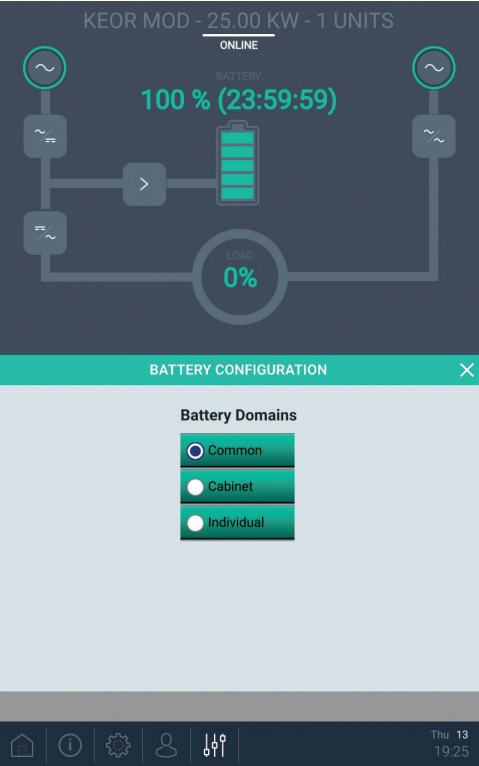 KEOR MOD - 25.00 KW - 1 UNITS
ONLINE
BATTERY
100 % (23:59:59)
LOAD
0%
BATTERY CONFIGURATION
Battery Domains
Common
Cabinet
Individual
Thu 13
19:25